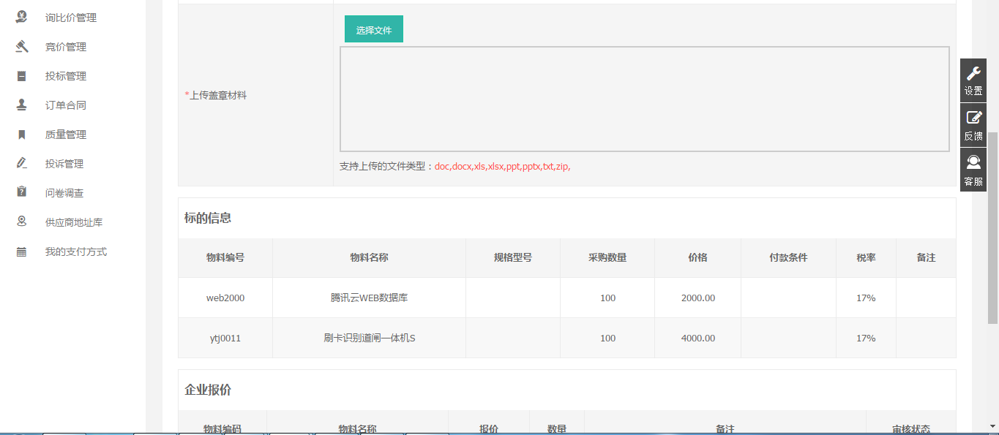 询比价管理
竞价管理
投标管理
订单合同
质量管理
投诉管理
问卷调查
供应商地址库
我的支付方式
选择文件
*上传盖章材料
支持上传的文件类型：doc,docx,xls,xlsx,ppt,pptx,txt,zip,
标的信息
物料编号 物料名称 规格型号 采购数量 价格 付款条件 税率 备注
web2000 腾讯云WEB数据库 100 2000.00 17%
ytj0011 刷卡识别道闸一体机S 100 4000.00 17%
企业报价
物料编码 物料名称 报价 数量 备注 审核状态
设置
反馈
客服